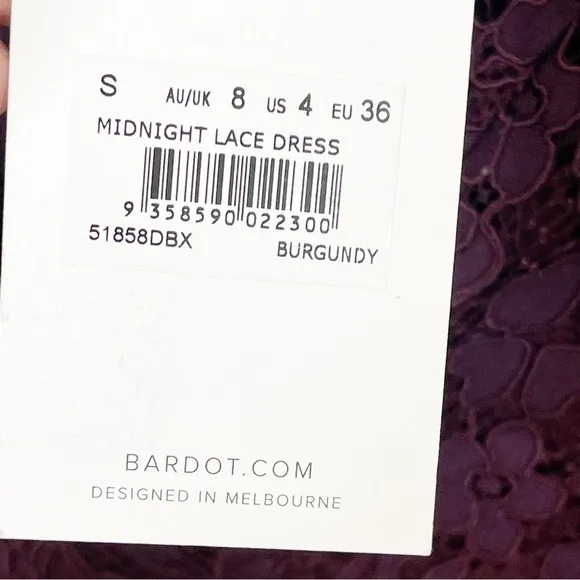 S AU/UK 8 US 4 EU 36
MIDNIGHT LACE DRESS
9 358590 022300
51858DBX BURGUNDY
BARDOT.COM
DESIGNED IN MELBOURNE